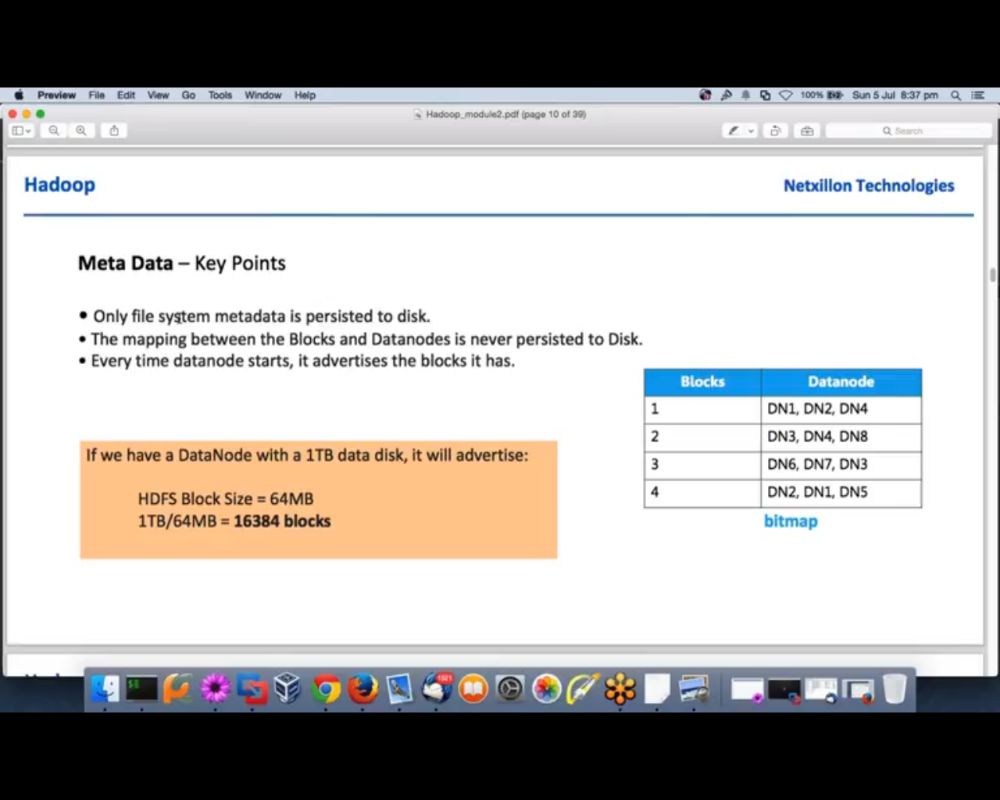 Preview File Edit View Go Tools Window Help 100% Sun 5 Jul 8:37 pm
Hadoop_module2.pdf (page 10 of 39)
Search
Hadoop Netxillon Technologies
Meta Data – Key Points
• Only file system metadata is persisted to disk.
• The mapping between the Blocks and Datanodes is never persisted to Disk.
• Every time datanode starts, it advertises the blocks it has.
Blocks Datanode
1 DN1, DN2, DN4
2 DN3, DN4, DN8
3 DN6, DN7, DN3
4 DN2, DN1, DN5
bitmap
If we have a DataNode with a 1TB data disk, it will advertise:
HDFS Block Size = 64MB
1TB/64MB = 16384 blocks